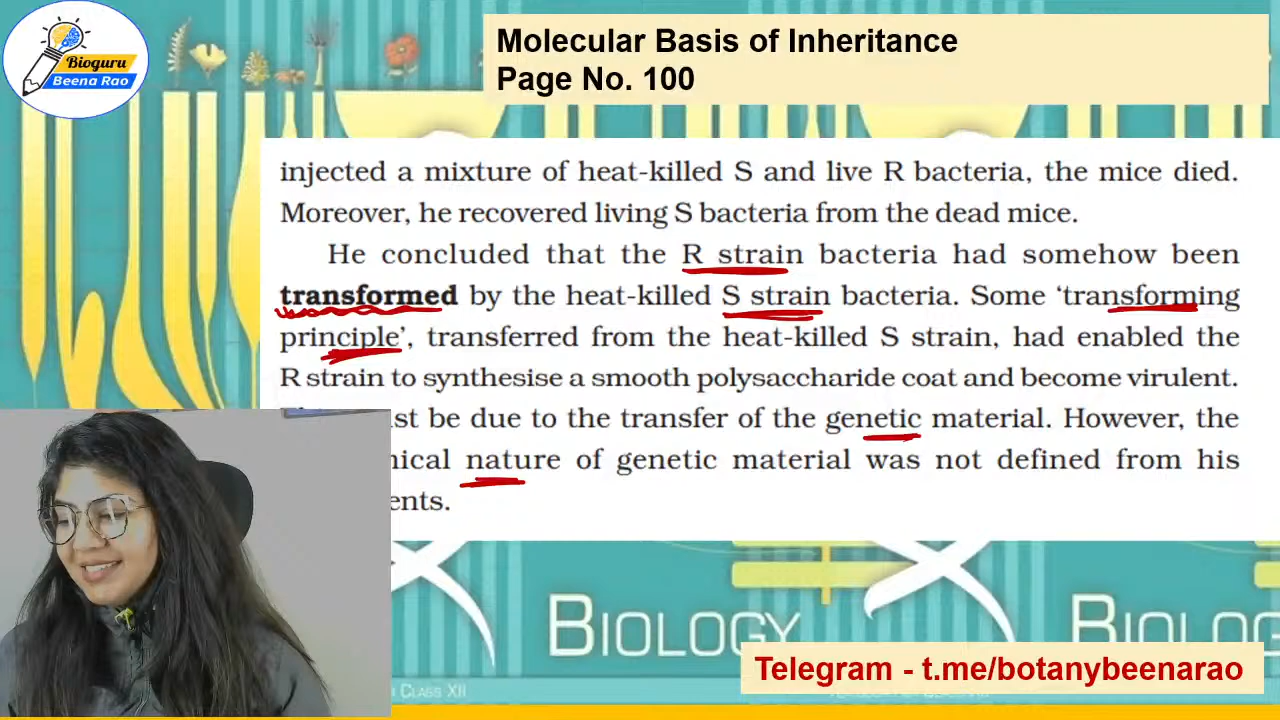 Bioguru
Beena Rao
Molecular Basis of Inheritance
Page No. 100
injected a mixture of heat-killed S and live R bacteria, the mice died.
Moreover, he recovered living S bacteria from the dead mice.
He concluded that the R strain bacteria had somehow been
transformed by the heat-killed S strain bacteria. Some ‘transforming
principle’, transferred from the heat-killed S strain, had enabled the
R strain to synthesise a smooth polysaccharide coat and become virulent.
be due to the transfer of the genetic material. However, the
nature of genetic material was not defined from his
BIOLOGY
Telegram - t.me/botanybeenarao
CLASS XII